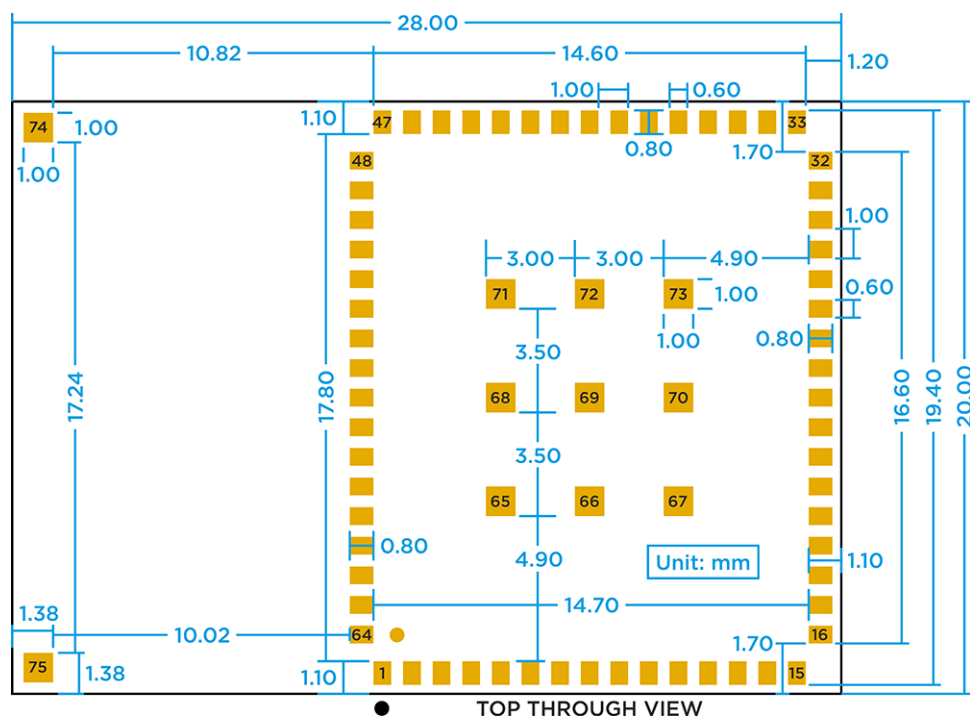 28.00
10.82 14.60 1.20
1.00 0.60
74 1.00 1.10 47 33
0.80 1.70
1.00 48 32
1.00
3.00 3.00 4.90
71 72 73 1.00 0.60
1.00
3.50 0.80
17.24 17.80 16.60 19.40 20.00
68 69 70
3.50
65 66 67
0.80 4.90 Unit: mm 1.10
14.70
1.38 10.02 64 16
1.70
75 1.38 1.10 1 15
TOP THROUGH VIEW